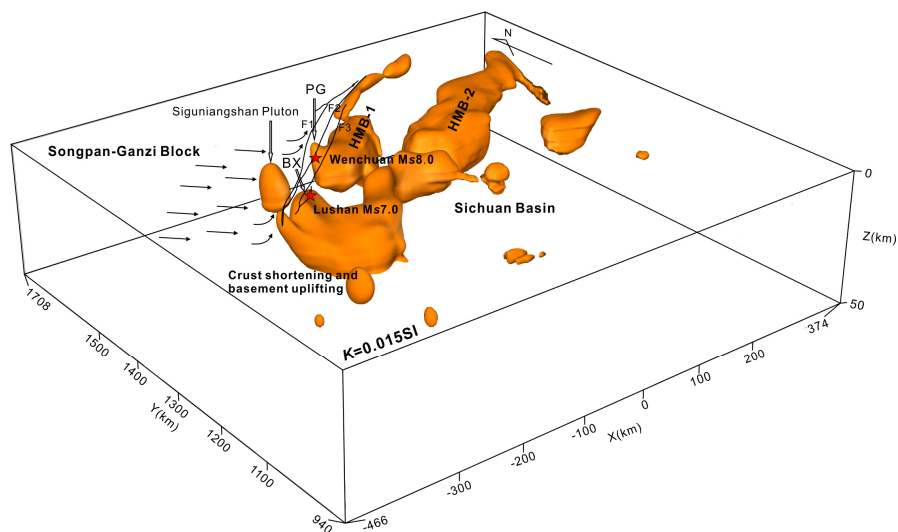 N
PG
Siguniangshan Pluton
F2
F1
F3
HMB-1
HMB-2
Songpan-Ganzi Block
BX
Wenchuan Ms8.0
Lushan Ms7.0
Sichuan Basin
0
Z(km)
50
Crust shortening and
basement uplifting
K=0.015SI
1708
1500
1400
1300
1200
1100
940
Y(km)
-466
-300
-200
-100
0
100
200
374
X(km)